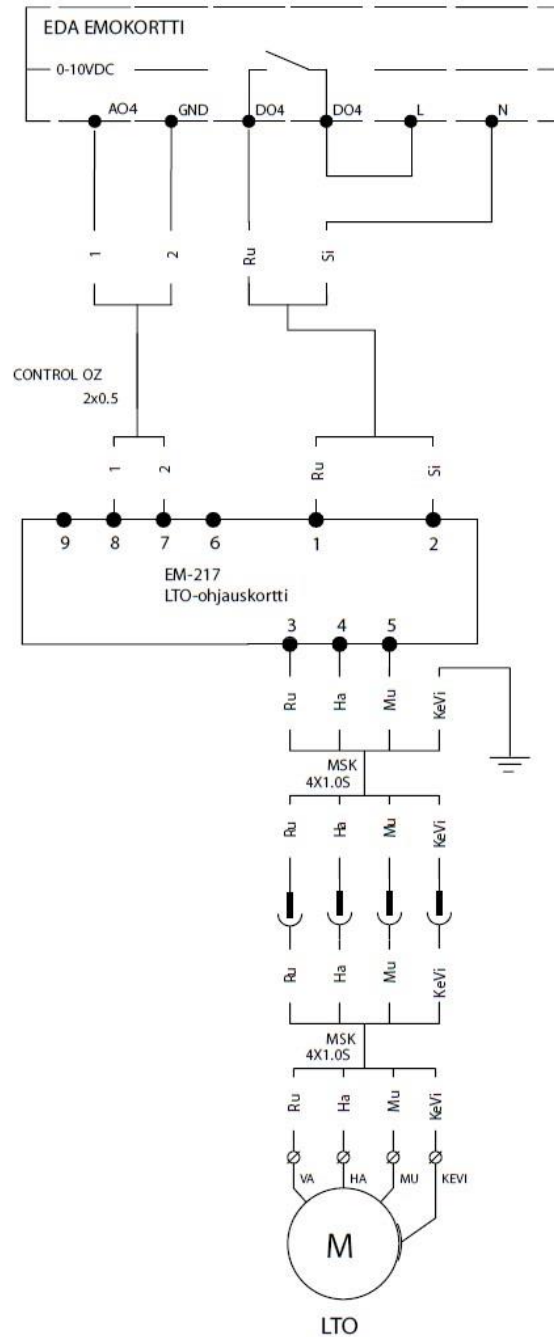 EDA EMOKORTTI
0-10VDC
AO4 GND DO4 DO4 L N
1 2 Ru Si
CONTROL OZ
2x0.5
1 2 Ru Si
9 8 7 6 1 2
EM-217
LTO-ohjauskortti
3 4 5
Ru Ha Mu KeVi
MSK
4X1.0S
Ru Ha Mu KeVi
Ru Ha Mu KeVi
MSK
4X1.0S
Ru Ha Mu KeVi
VA HA MU KEVI
M
LTO